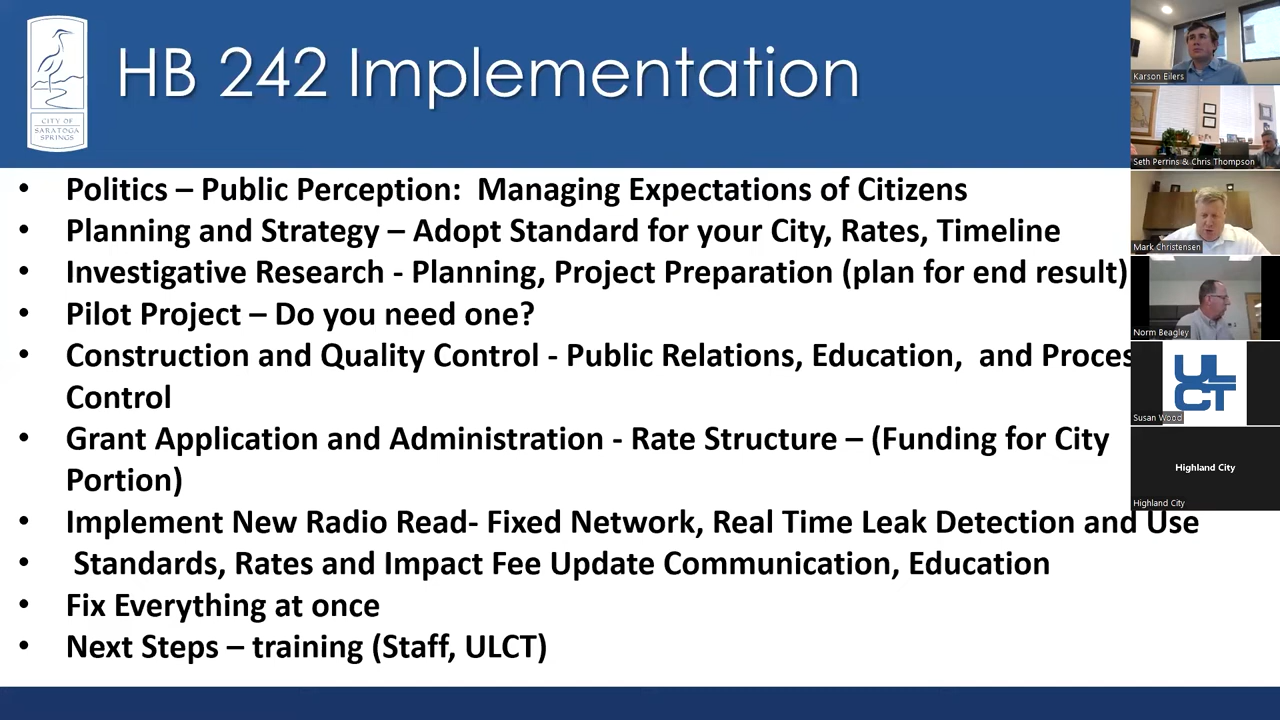 CITY OF
SARATOGA
SPRINGS
HB 242 Implementation
• Politics – Public Perception:  Managing Expectations of Citizens
• Planning and Strategy – Adopt Standard for your City, Rates, Timeline
• Investigative Research - Planning, Project Preparation (plan for end result)
• Pilot Project – Do you need one?
• Construction and Quality Control - Public Relations, Education,  and Proces
Control
• Grant Application and Administration - Rate Structure – (Funding for City
Portion)
• Implement New Radio Read- Fixed Network, Real Time Leak Detection and Use
• Standards, Rates and Impact Fee Update Communication, Education
• Fix Everything at once
• Next Steps – training (Staff, ULCT)
Karson Eilers
Seth Perrins & Chris Thompson
Mark Christensen
Norm Beagley
UL
CT
Susan Wood
Highland City
Highland City